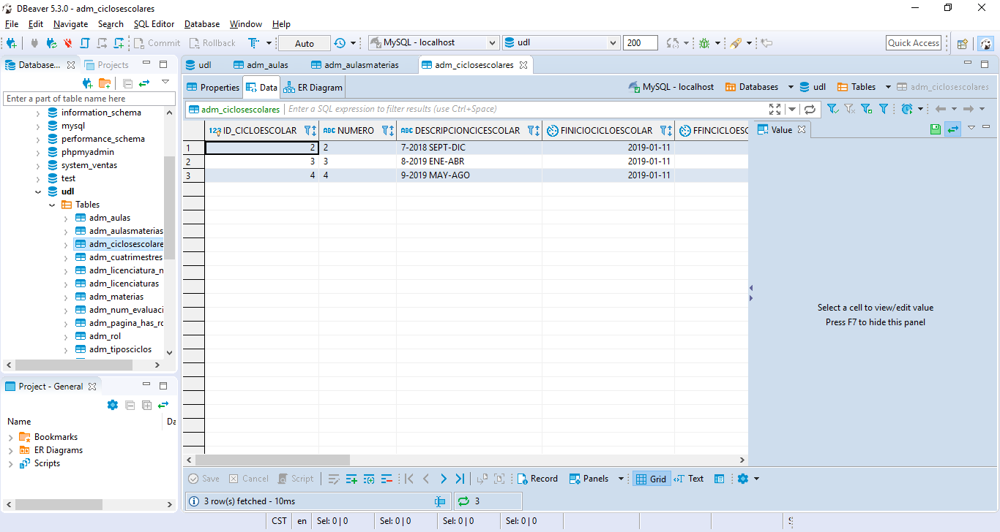 DBeaver 5.3.0 - adm_ciclosescolares
File Edit Navigate Search SQL Editor Database Window Help
Commit Rollback Auto MySQL - localhost udl 200 Quick Access
Database... Projects
Enter a part of table name here
information_schema
mysql
performance_schema
phpmyadmin
system_ventas
test
udl
Tables
adm_aulas
adm_aulasmaterias
adm_ciclosescolare
adm_cuatrimestres
adm_licenciatura_n
adm_licenciaturas
adm_materias
adm_num_evaluaci
adm_pagina_has_rc
adm_rol
adm_tiposciclos
Project - General
Name Da
Bookmarks
ER Diagrams
Scripts
udl adm_aulas adm_aulasmaterias adm_ciclosescolares
Properties Data ER Diagram MySQL - localhost Databases udl Tables adm_ciclosescolares
adm_ciclosescolares Enter a SQL expression to filter results (use Ctrl+Space)
123 ID_CICLOESCOLAR ABC NUMERO ABC DESCRIPCIONCICESCOLAR FINICIOCICLOESCOLAR FFINCICLOESC
1 2 2 7-2018 SEPT-DIC 2019-01-11
2 3 3 8-2019 ENE-ABR 2019-01-11
3 4 4 9-2019 MAY-AGO 2019-01-11
Value
Select a cell to view/edit value
Press F7 to hide this panel
Save Cancel Script Record Panels Grid Text
3 row(s) fetched - 10ms 3
CST en Sel: 0 | 0 Sel: 0 | 0 Sel: 0 | 0 Sel: 0 | 0